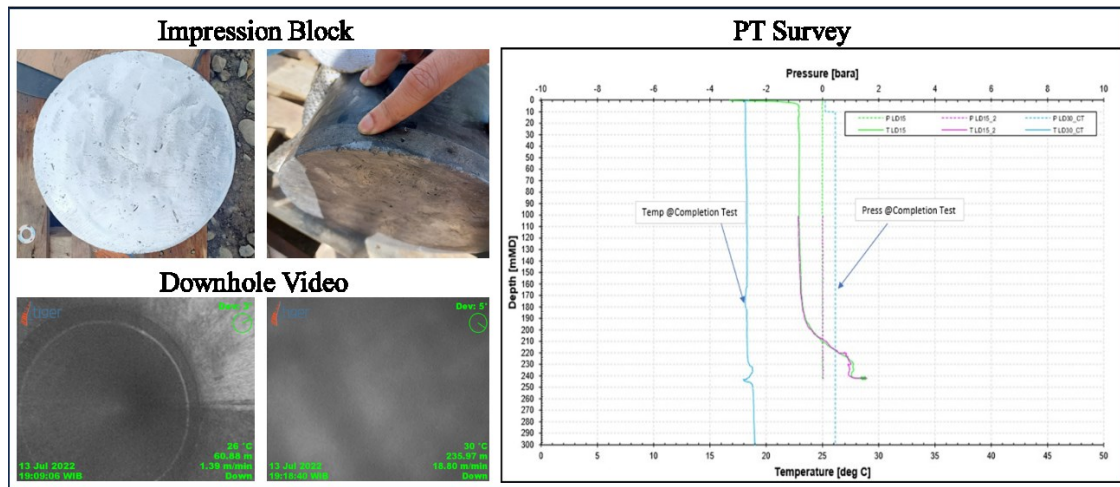 Impression Block
PT Survey
Downhole Video
tiger
13 Jul 2022
19:09:06 WIB
26 °C
60.88 m
1.39 m/min
Down
tiger
Dev: 5°
13 Jul 2022
19:18:40 WIB
30 °C
235.97 m
18.80 m/min
Down
Pressure [bara]
-10 -8 -6 -4 -2 0 2 4 6 8 10
P LD15 P LD15_2 P LD30_CT
T LD15 T LD15_2 T LD30_CT
Temp @Completion Test
Press @Completion Test
Depth [mMD]
0
10
20
30
40
50
60
70
80
90
100
110
120
130
140
150
160
170
180
190
200
210
220
230
240
250
260
270
280
290
300
0 5 10 15 20 25 30 35 40 45 50
Temperature [deg C]